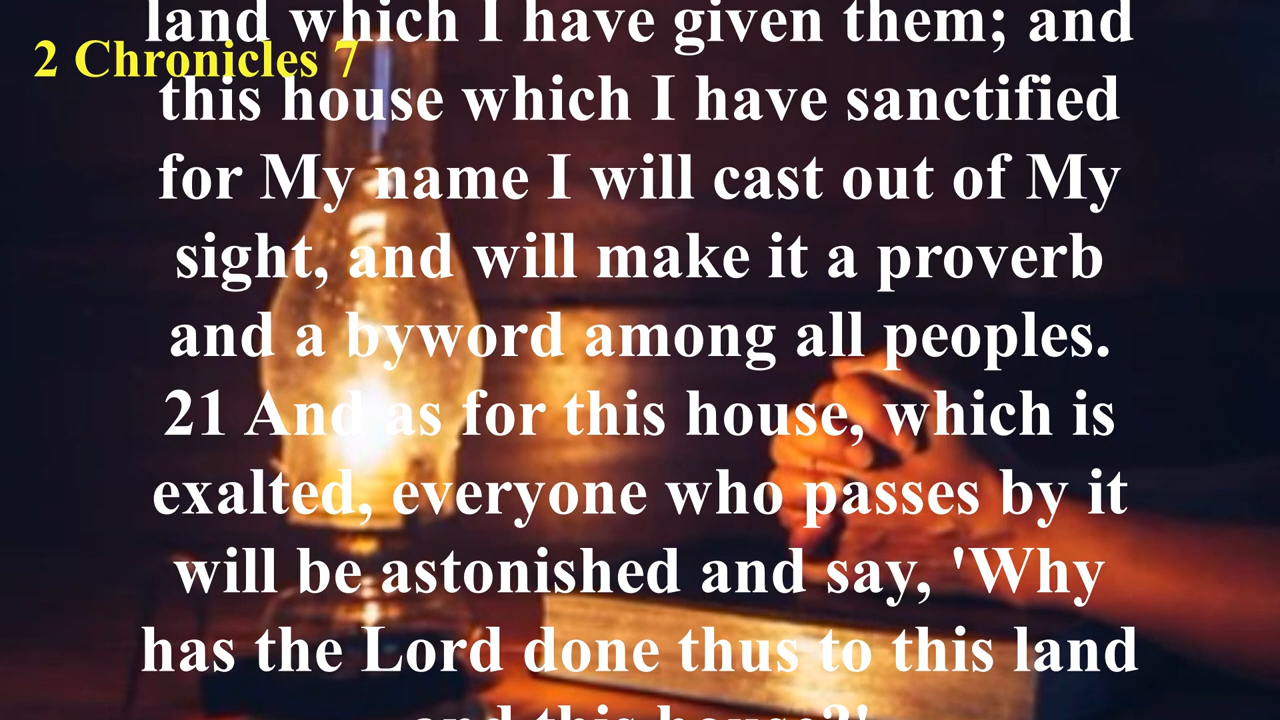 land which I have given them; and
2 Chronicles 7
this house which I have sanctified
for My name I will cast out of My
sight, and will make it a proverb
and a byword among all peoples.
21 And as for this house, which is
exalted, everyone who passes by it
will be astonished and say, 'Why
has the Lord done thus to this land
and this house?'